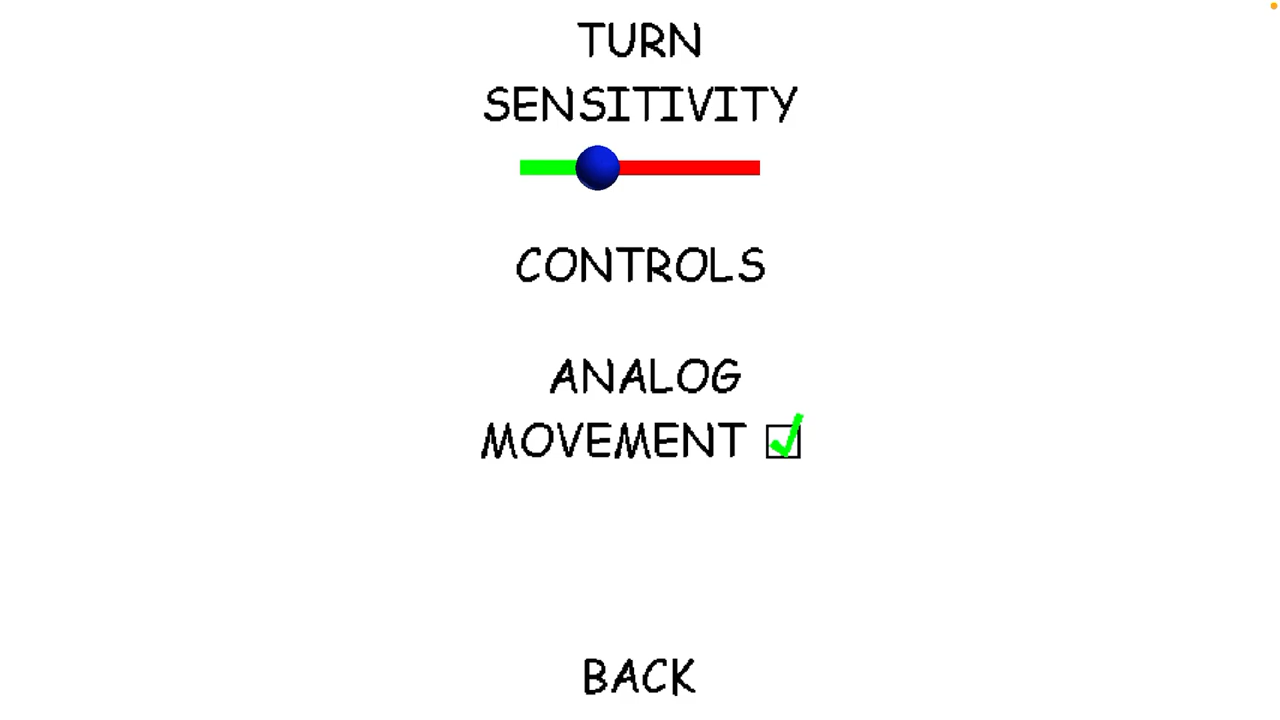 TURN
SENSITIVITY
CONTROLS
ANALOG
MOVEMENT
BACK